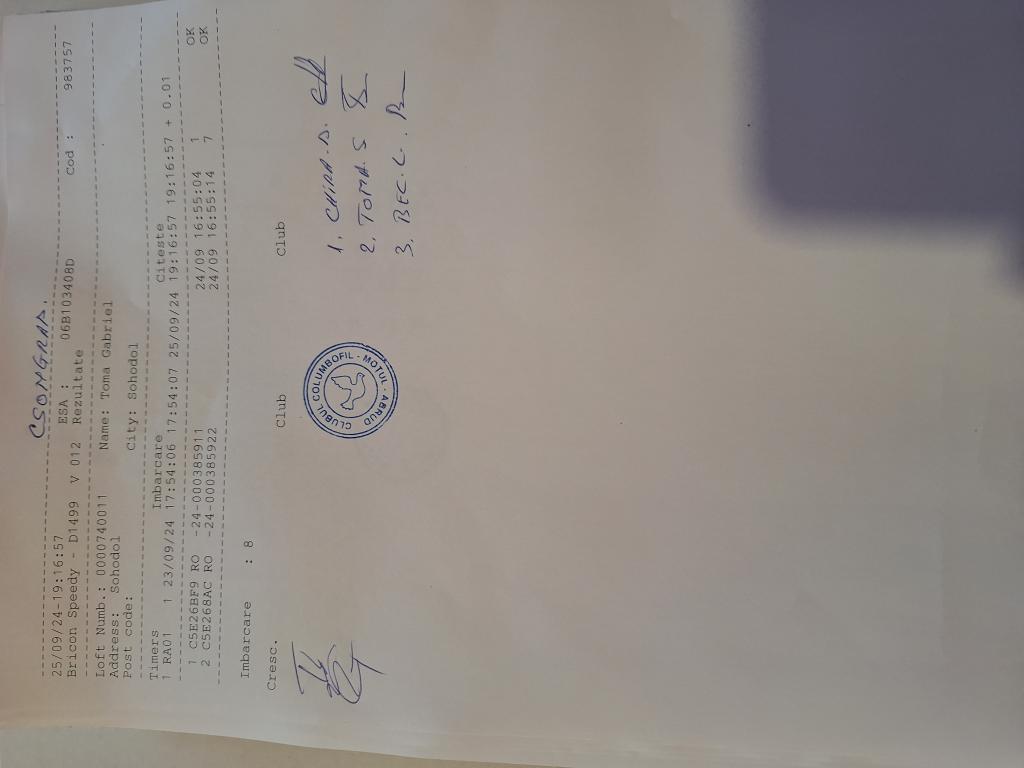 CSONGRAD.
--------------------------------------------------------------------------------
25/09/24-19:16:57 ESA : 06B103408D
Bricon Speedy - D1499 V 012 Rezultate Cod : 983757
--------------------------------------------------------------------------------
Loft Numb.: 0000740011 Name: Toma Gabriel
Address: Sohodol
Post code: City: Sohodol
--------------------------------------------------------------------------------
Timers Imbarcare Citeste
1 RA01 1 23/09/24 17:54:06 17:54:07 25/09/24 19:16:57 19:16:57 + 0.01
--------------------------------------------------------------------------------
1 C5E26BF9 RO -24-000385911 24/09 16:55:04 1 OK
2 C5E268AC RO -24-000385922 24/09 16:55:14 7 OK
--------------------------------------------------------------------------------
Imbarcare : 8
Cresc. Club Club
CLUBUL COLUMBOFIL - MOTUL - ABRUD
1. CHIRA.D.
2. TOMA.S
3. BEC.C.